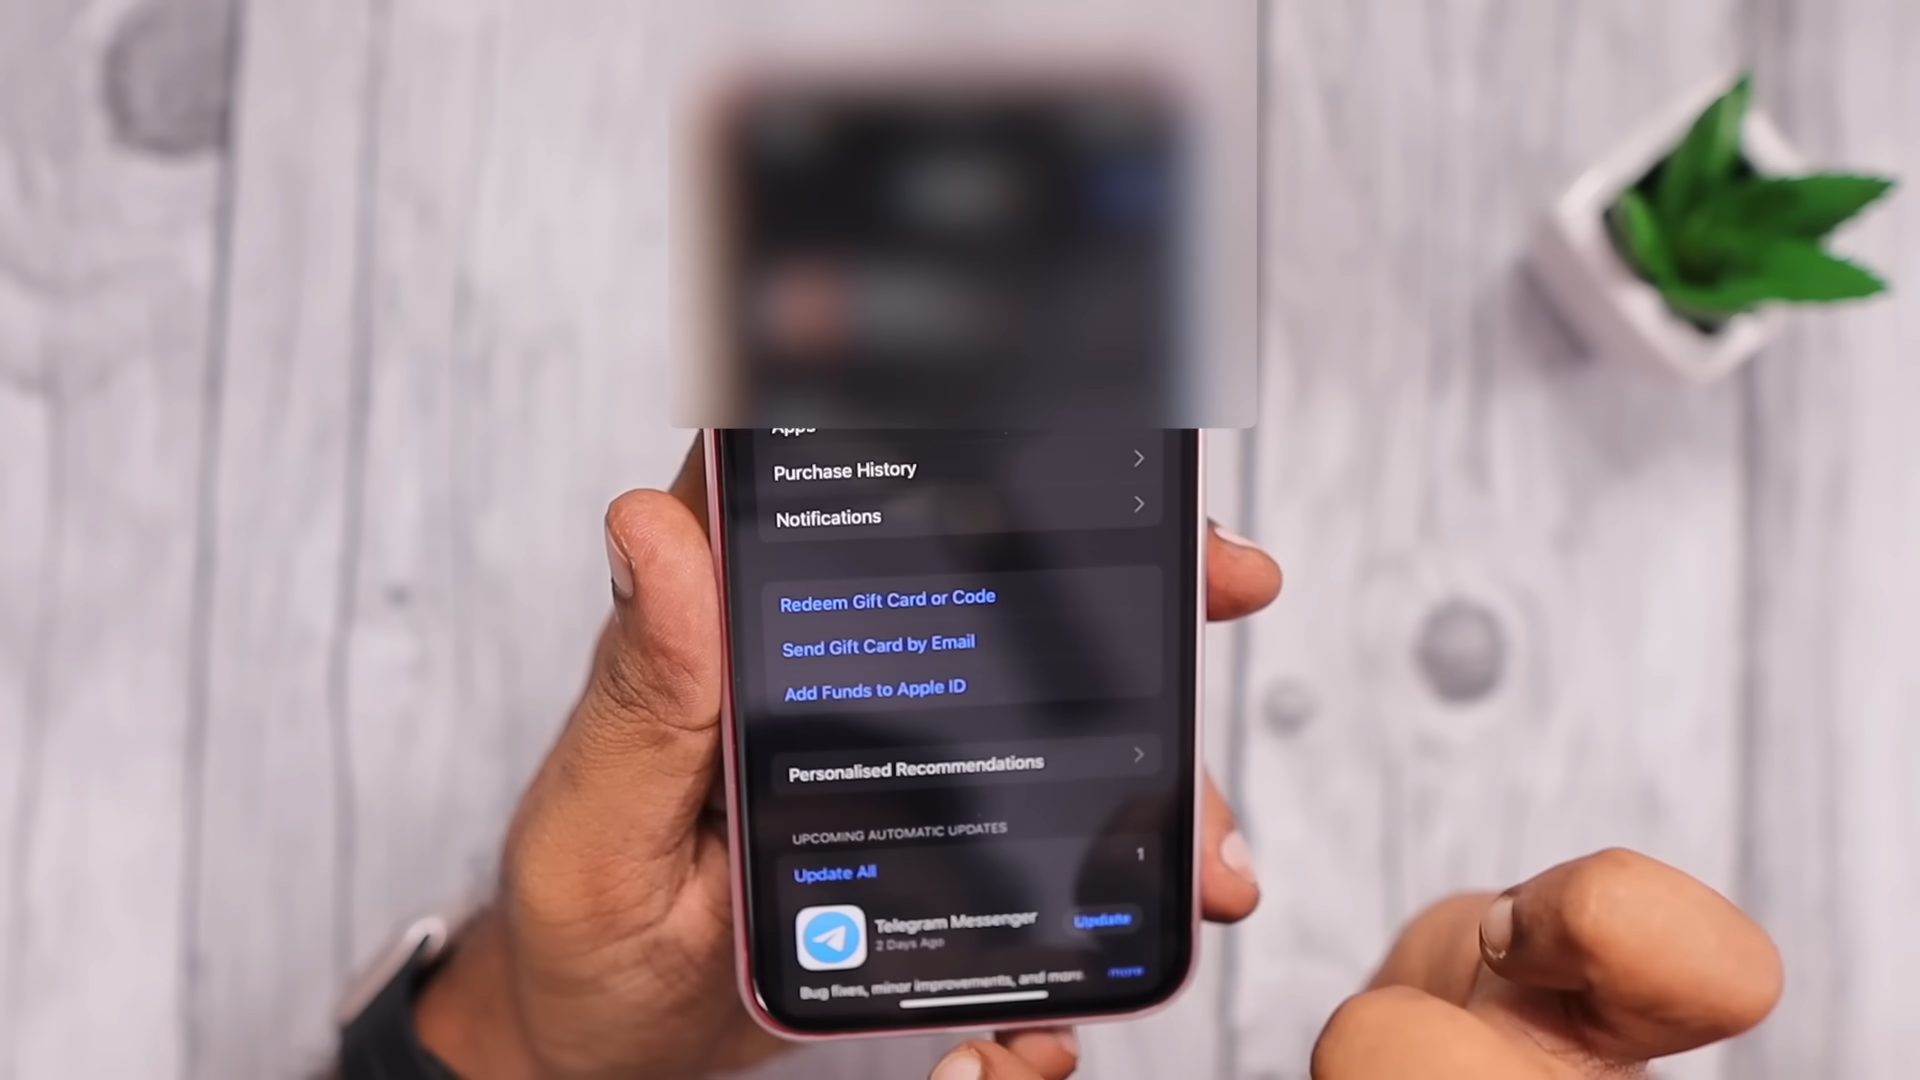 Apps
Purchase History
Notifications
Redeem Gift Card or Code
Send Gift Card by Email
Add Funds to Apple ID
Personalised Recommendations
UPCOMING AUTOMATIC UPDATES
1
Update All
Telegram Messenger
Update
2 Days Ago
Bug fixes, minor improvements, and more.
more